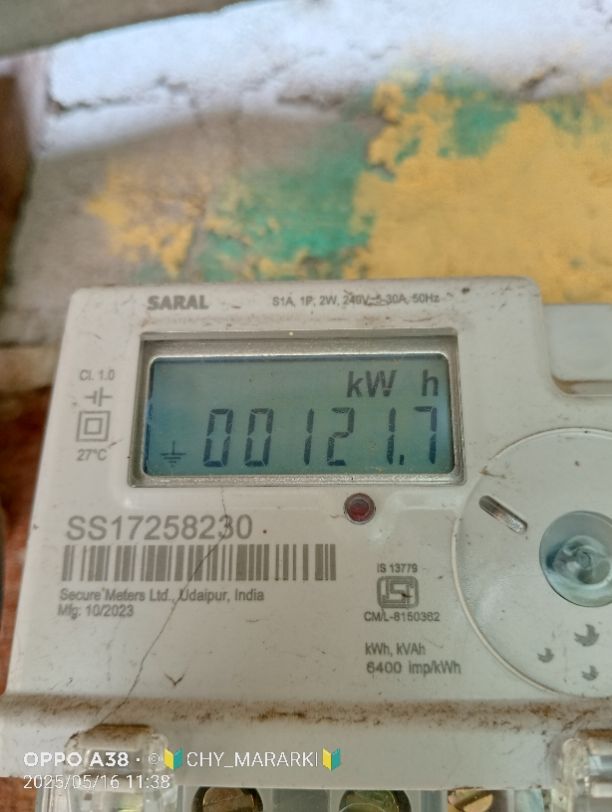 SARAL S1A, 1P, 2W, 240V~5-30A, 50Hz
Cl. 1.0
kW h
00121.7
27°C
SS17258230
Secure Meters Ltd., Udaipur, India
Mfg: 10/2023
IS 13779
CM/L-8150362
kWh, kVAh
6400 imp/kWh
OPPO A38 · @🔰CHY_MARARKI🔰
2025/05/16 11:38